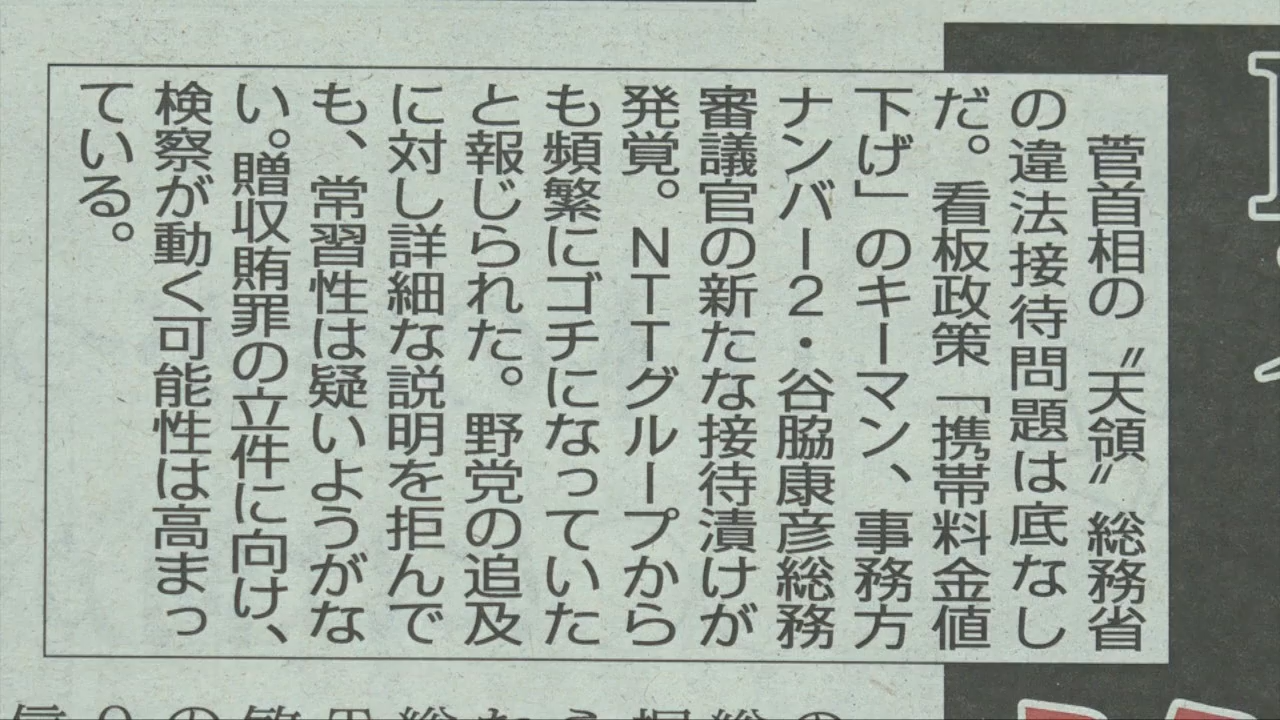 菅首相の〝天領〟総務省
の違法接待問題は底なし
だ。看板政策「携帯料金値
下げ」のキーマン、事務方
ナンバー2・谷脇康彦総務
審議官の新たな接待漬けが
発覚。NTTグループから
も頻繁にゴチになっていた
と報じられた。野党の追及
に対し詳細な説明を拒んで
も、常習性は疑いようがな
い。贈収賄罪の立件に向け、
検察が動く可能性は高まっ
ている。